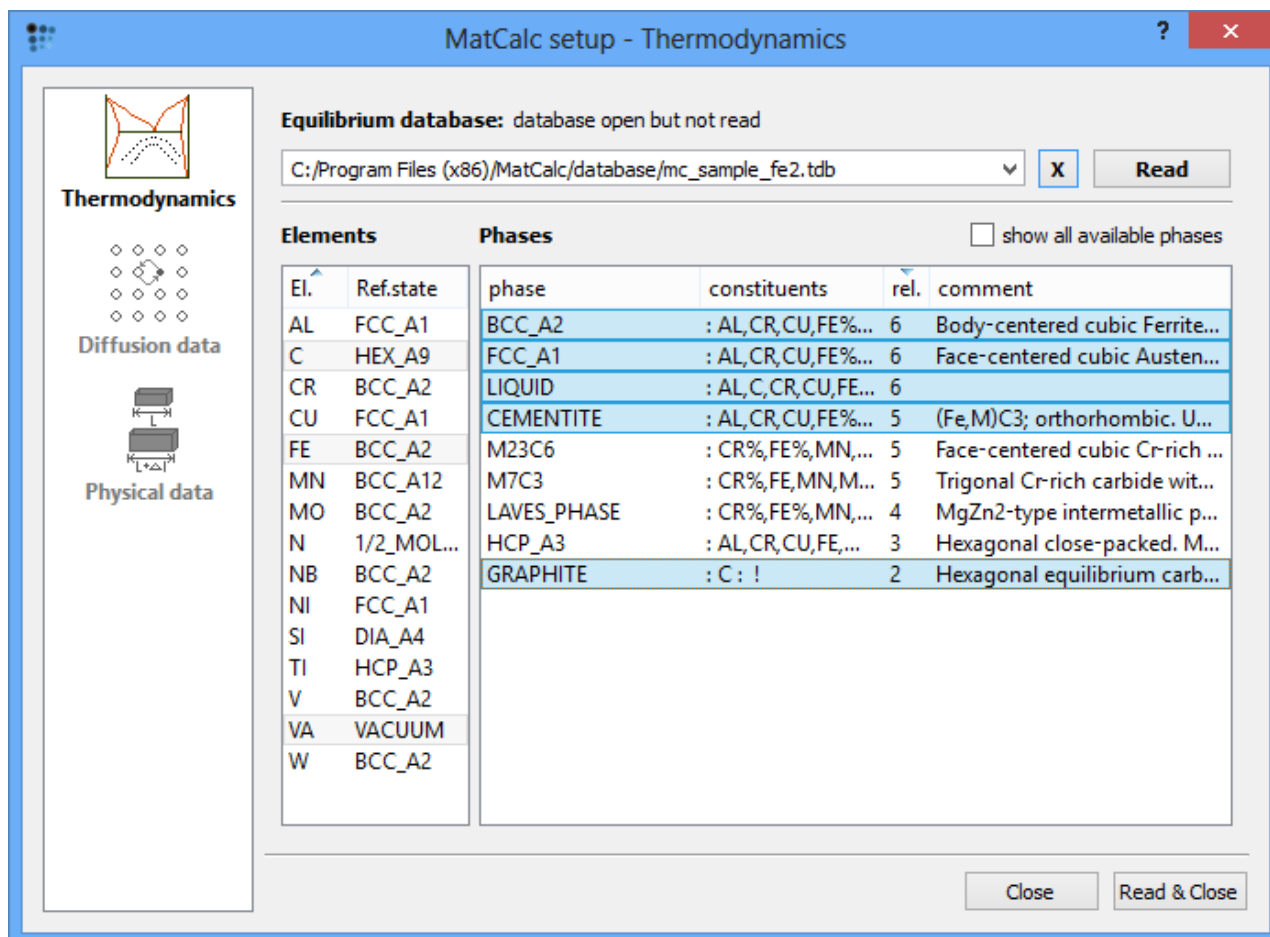 MatCalc setup - Thermodynamics ? ✕
Thermodynamics
Diffusion data
L
L+△l
Physical data
Equilibrium database: database open but not read
C:/Program Files (x86)/MatCalc/database/mc_sample_fe2.tdb X Read
Elements Phases show all available phases
El. Ref.state phase constituents rel. comment
AL FCC_A1 BCC_A2 : AL,CR,CU,FE%... 6 Body-centered cubic Ferrite...
C HEX_A9 FCC_A1 : AL,CR,CU,FE%... 6 Face-centered cubic Austen...
CR BCC_A2 LIQUID : AL,C,CR,CU,FE... 6
CU FCC_A1 CEMENTITE : AL,CR,CU,FE%... 5 (Fe,M)C3; orthorhombic. U...
FE BCC_A2 M23C6 : CR%,FE%,MN,... 5 Face-centered cubic Cr-rich ...
MN BCC_A12 M7C3 : CR%,FE,MN,M... 5 Trigonal Cr-rich carbide wit...
MO BCC_A2 LAVES_PHASE : CR%,FE%,MN,... 4 MgZn2-type intermetallic p...
N 1/2_MOL... HCP_A3 : AL,CR,CU,FE,... 3 Hexagonal close-packed. M...
NB BCC_A2 GRAPHITE : C : ! 2 Hexagonal equilibrium carb...
NI FCC_A1
SI DIA_A4
TI HCP_A3
V BCC_A2
VA VACUUM
W BCC_A2
Close Read & Close